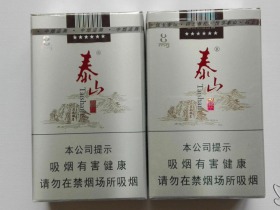 泰山
Taishan
本公司提示
吸烟有害健康
请勿在禁烟场所吸烟
泰山
Taishan
本公司提示
吸烟有害健康
请勿在禁烟场所吸烟